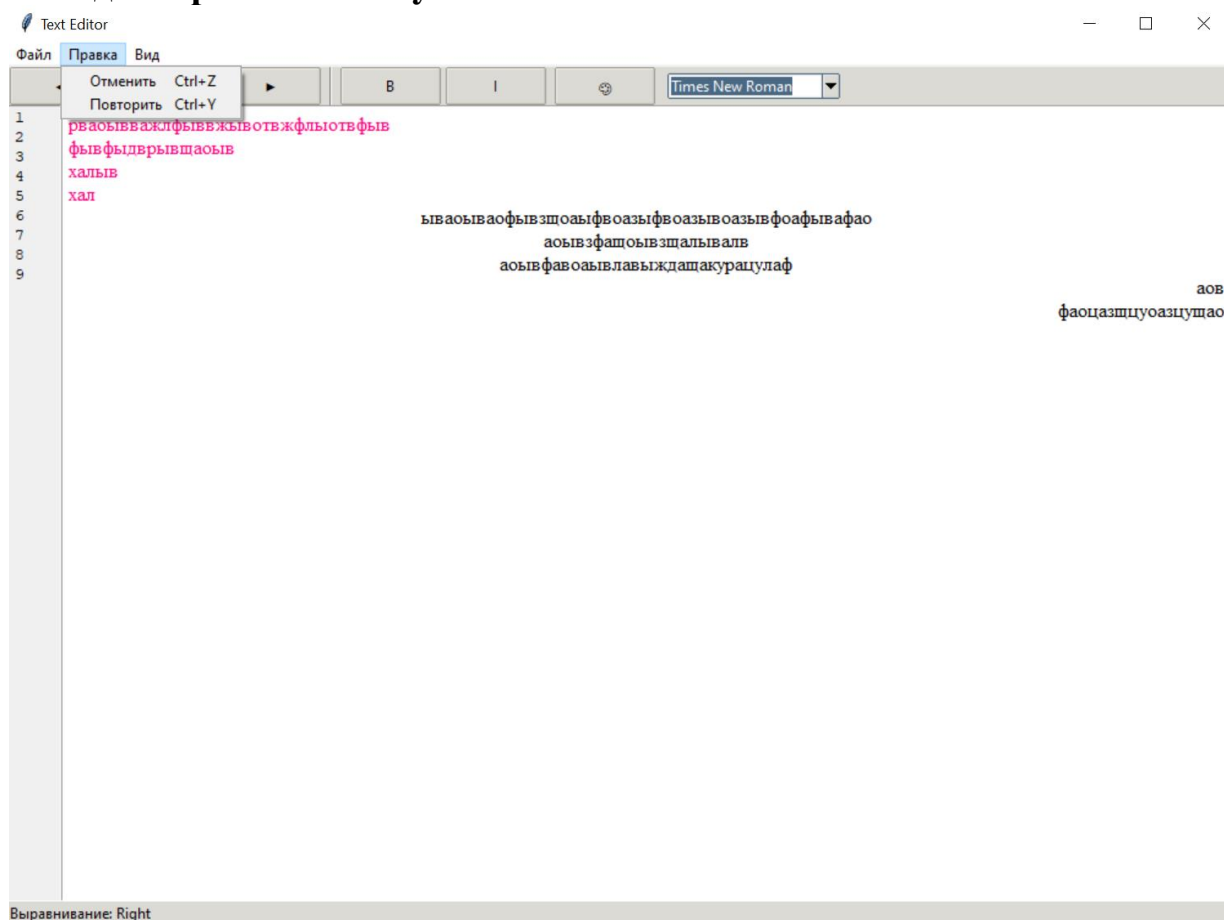 Text Editor
Файл Правка Вид
Отменить Ctrl+Z
Повторить Ctrl+Y
B I Times New Roman
1
2
3
4
5
6
7
8
9
рваоывважлфыввжывотвжфлыотвфыв
фывфыдврывщаоыв
халыв
хал
ываоываофывзщоаыфвоазыфвоазывоазывфоафывафао
аоывзфащоывзщалывалв
аоывфавоаывлавыждащакурацулаф
аов
фаоцазщцуоазцущао
Выравнивание: Right